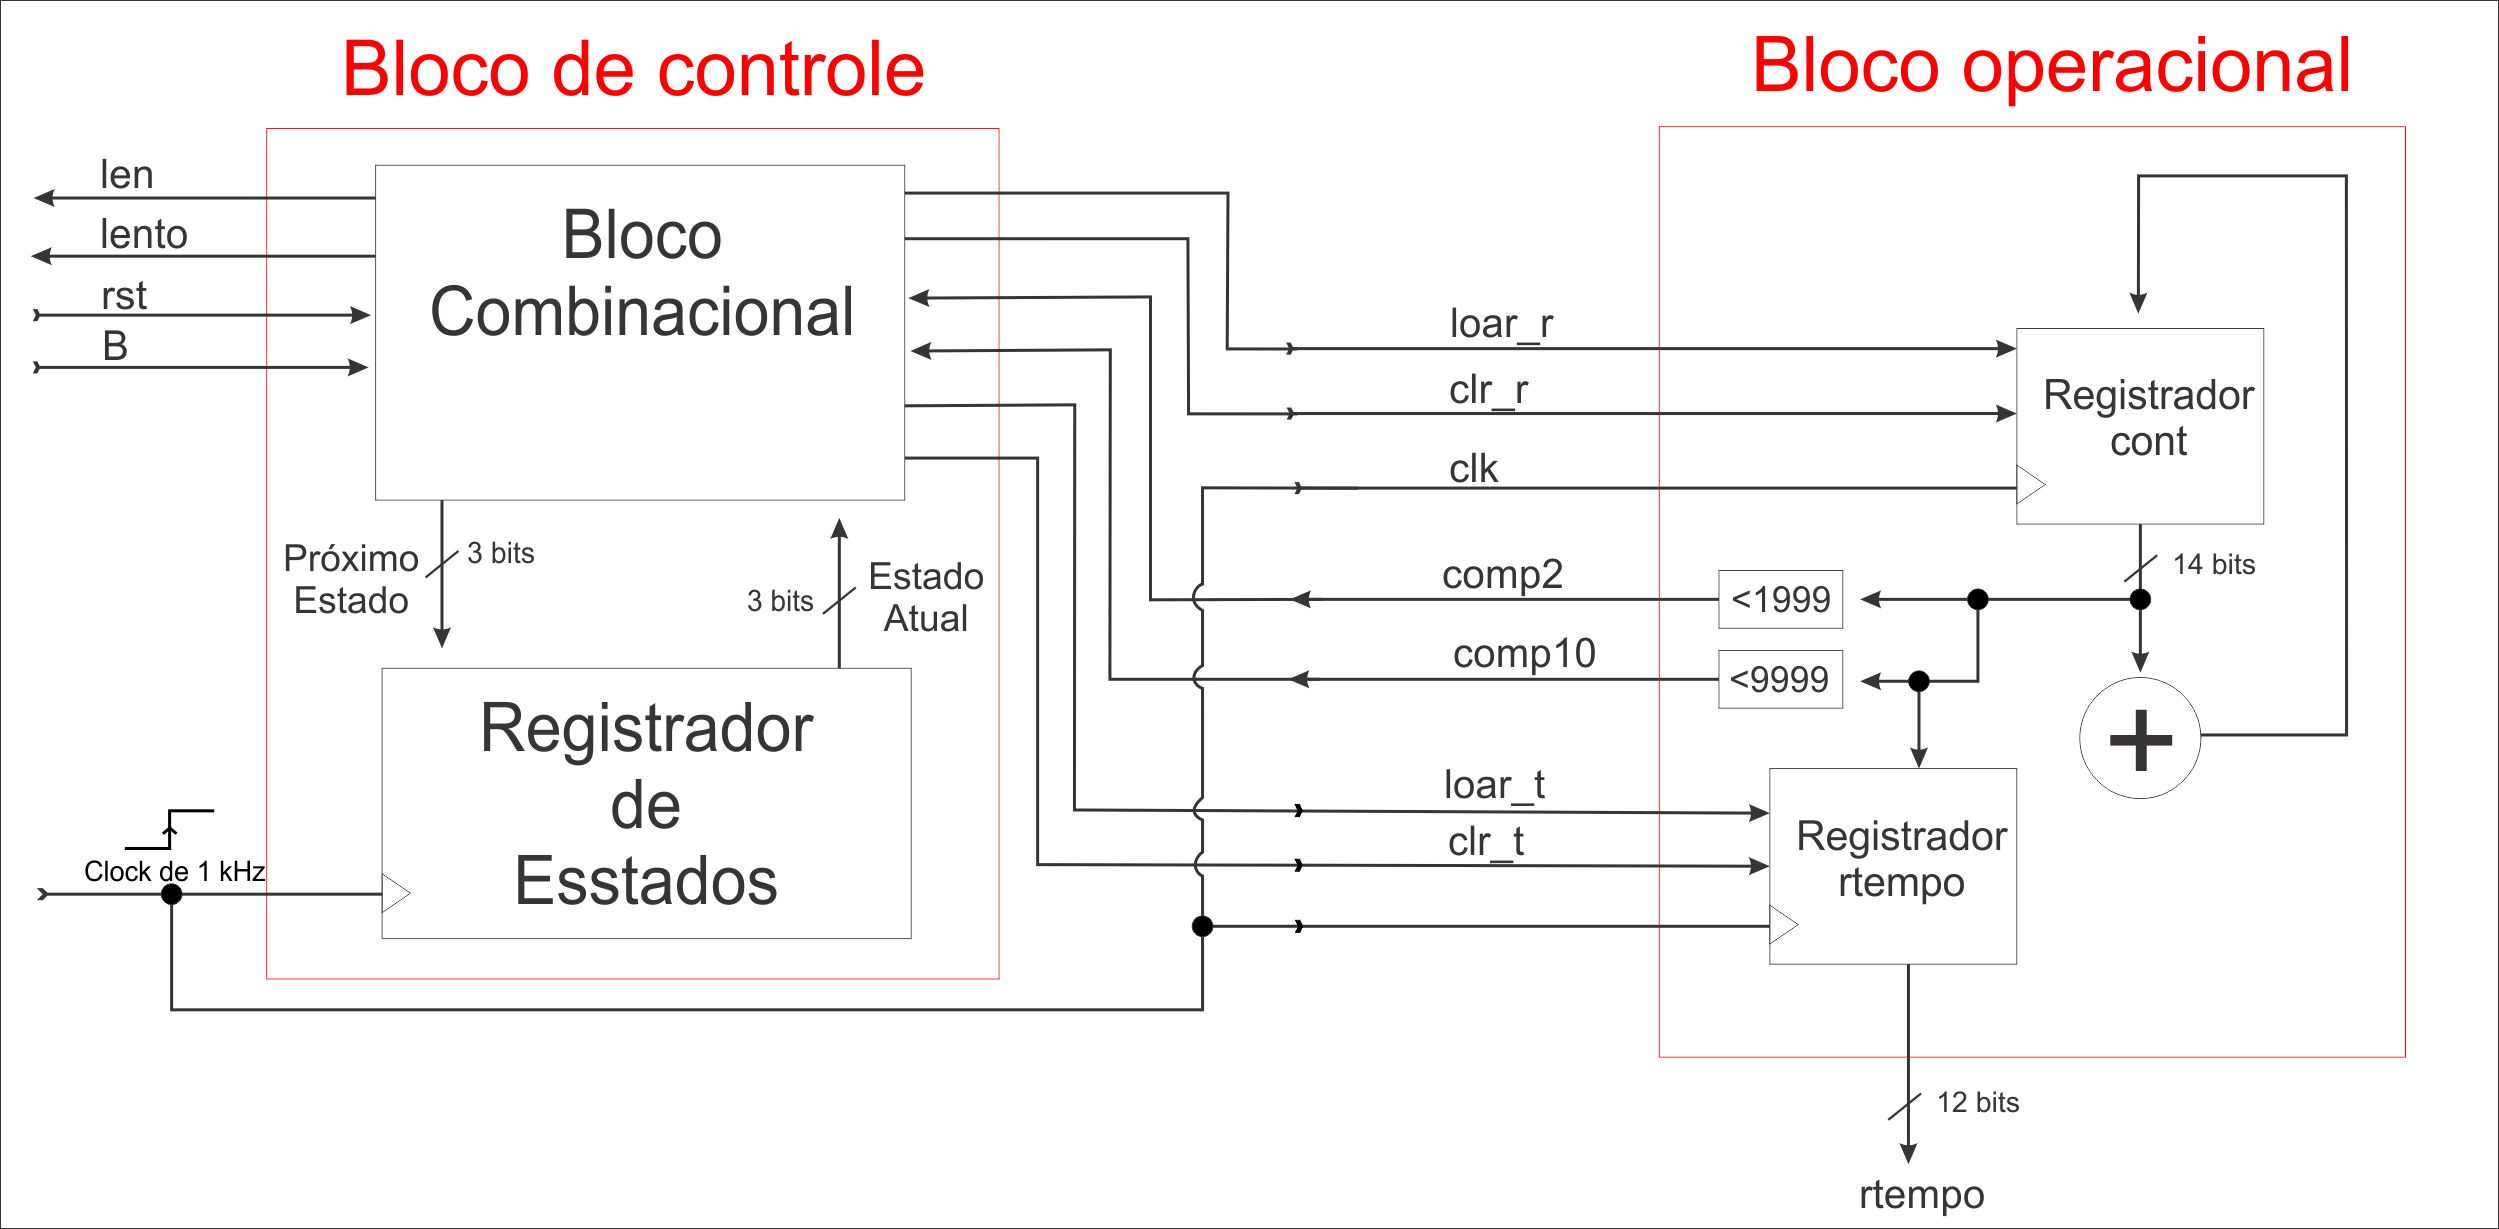 Bloco de controle
Bloco operacional
len
lento
rst
B
Bloco
Combinacional
Próximo
Estado
3 bits
3 bits
Estado
Atual
Registrador
de
Esstados
Clock de 1 kHz
loar_r
clr_r
clk
comp2
comp10
loar_t
clr_t
Registrador
cont
14 bits
<1999
<9999
+
Registrador
rtempo
12 bits
rtempo